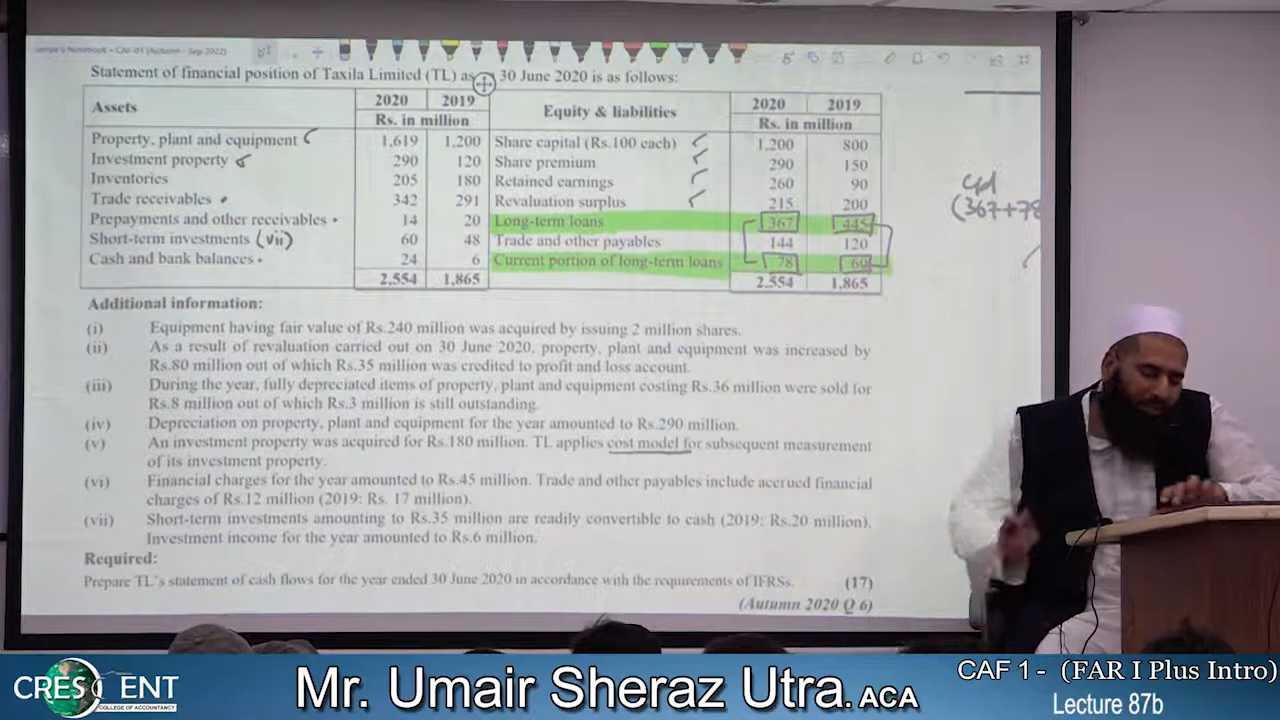 Umair's Notebook - CAF-01 (Autumn - Sep 2022)
Statement of financial position of Taxila Limited (TL) as 30 June 2020 is as follows:
Assets 2020 2019 Equity & liabilities 2020 2019
Rs. in million Rs. in million
Property, plant and equipment 1,619 1,200 Share capital (Rs.100 each) 1,200 800
Investment property 290 120 Share premium 290 150
Inventories 205 180 Retained earnings 260 90
Trade receivables 342 291 Revaluation surplus 215 200
Prepayments and other receivables 14 20 Long-term loans 367 445
Short-term investments (vii) 60 48 Trade and other payables 144 120
Cash and bank balances 24 6 Current portion of long-term loans 78 60
2,554 1,865 2,554 1,865
(367+78
Additional information:
(i) Equipment having fair value of Rs.240 million was acquired by issuing 2 million shares.
(ii) As a result of revaluation carried out on 30 June 2020, property, plant and equipment was increased by
Rs.80 million out of which Rs.35 million was credited to profit and loss account.
(iii) During the year, fully depreciated items of property, plant and equipment costing Rs.36 million were sold for
Rs.8 million out of which Rs.3 million is still outstanding.
(iv) Depreciation on property, plant and equipment for the year amounted to Rs.290 million.
(v) An investment property was acquired for Rs.180 million. TL applies cost model for subsequent measurement
of its investment property.
(vi) Financial charges for the year amounted to Rs.45 million. Trade and other payables include accrued financial
charges of Rs.12 million (2019: Rs. 17 million).
(vii) Short-term investments amounting to Rs.35 million are readily convertible to cash (2019: Rs.20 million).
Investment income for the year amounted to Rs.6 million.
Required:
Prepare TL's statement of cash flows for the year ended 30 June 2020 in accordance with the requirements of IFRSs. (17)
(Autumn 2020 Q 6)
CRESCENT
COLLEGE OF ACCOUNTANCY
Mr. Umair Sheraz Utra. ACA
CAF 1 - (FAR I Plus Intro)
Lecture 87b